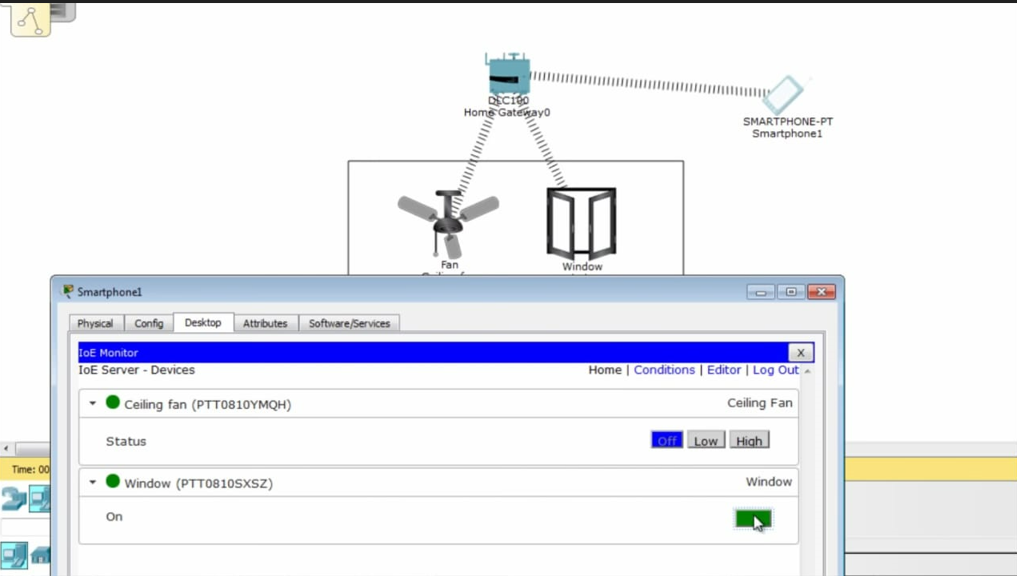 DLC100
Home Gateway0
SMARTPHONE-PT
Smartphone1
Fan
Window
Smartphone1
Physical Config Desktop Attributes Software/Services
IoE Monitor X
IoE Server - Devices Home | Conditions | Editor | Log Out
Ceiling fan (PTT0810YMQH) Ceiling Fan
Status Off Low High
Window (PTT0810SXSZ) Window
On
Time: 00